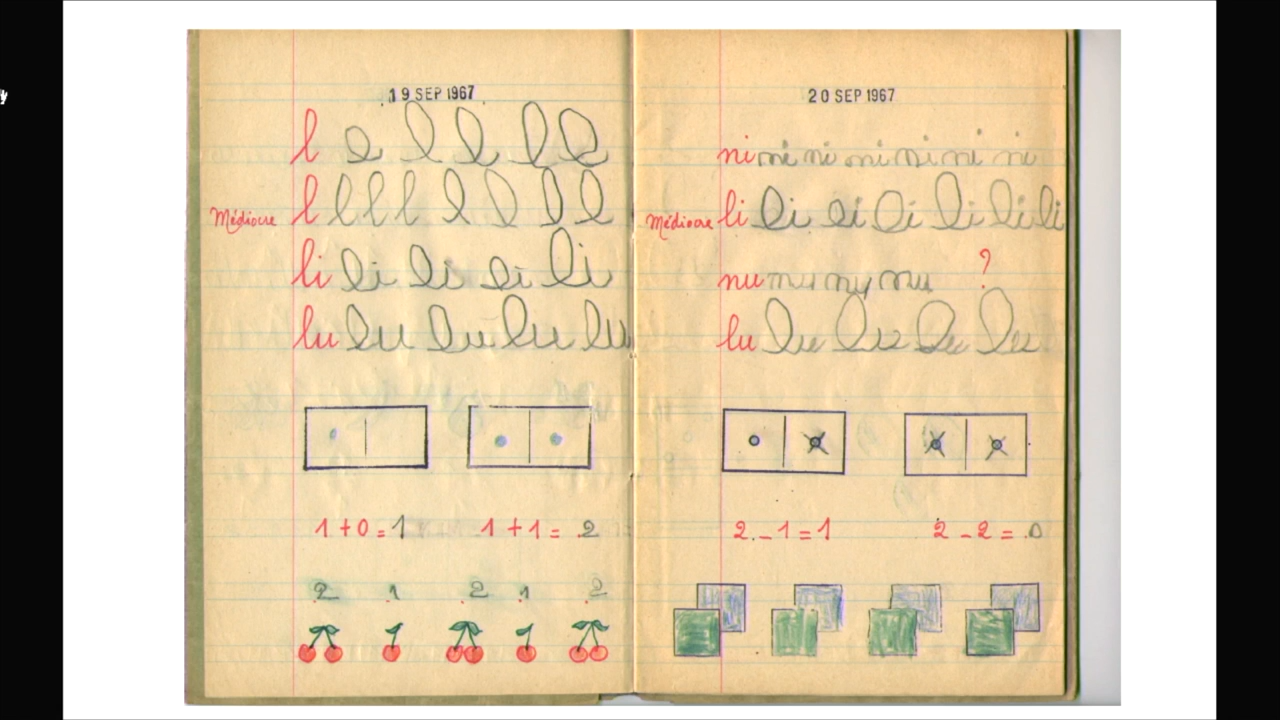 19 SEP 1967
l l l l l l
Médiocre l l l l l l l l
li li li li li
lu lu lu lu lu
1+0=1 1+1=2
2 1 2 1 2
20 SEP 1967
ni ni ni ni ni ni ni
Médiocre li li li li li li li
nu nu nu nu ?
lu lu lu lu lu
2-1=1 2-2=0